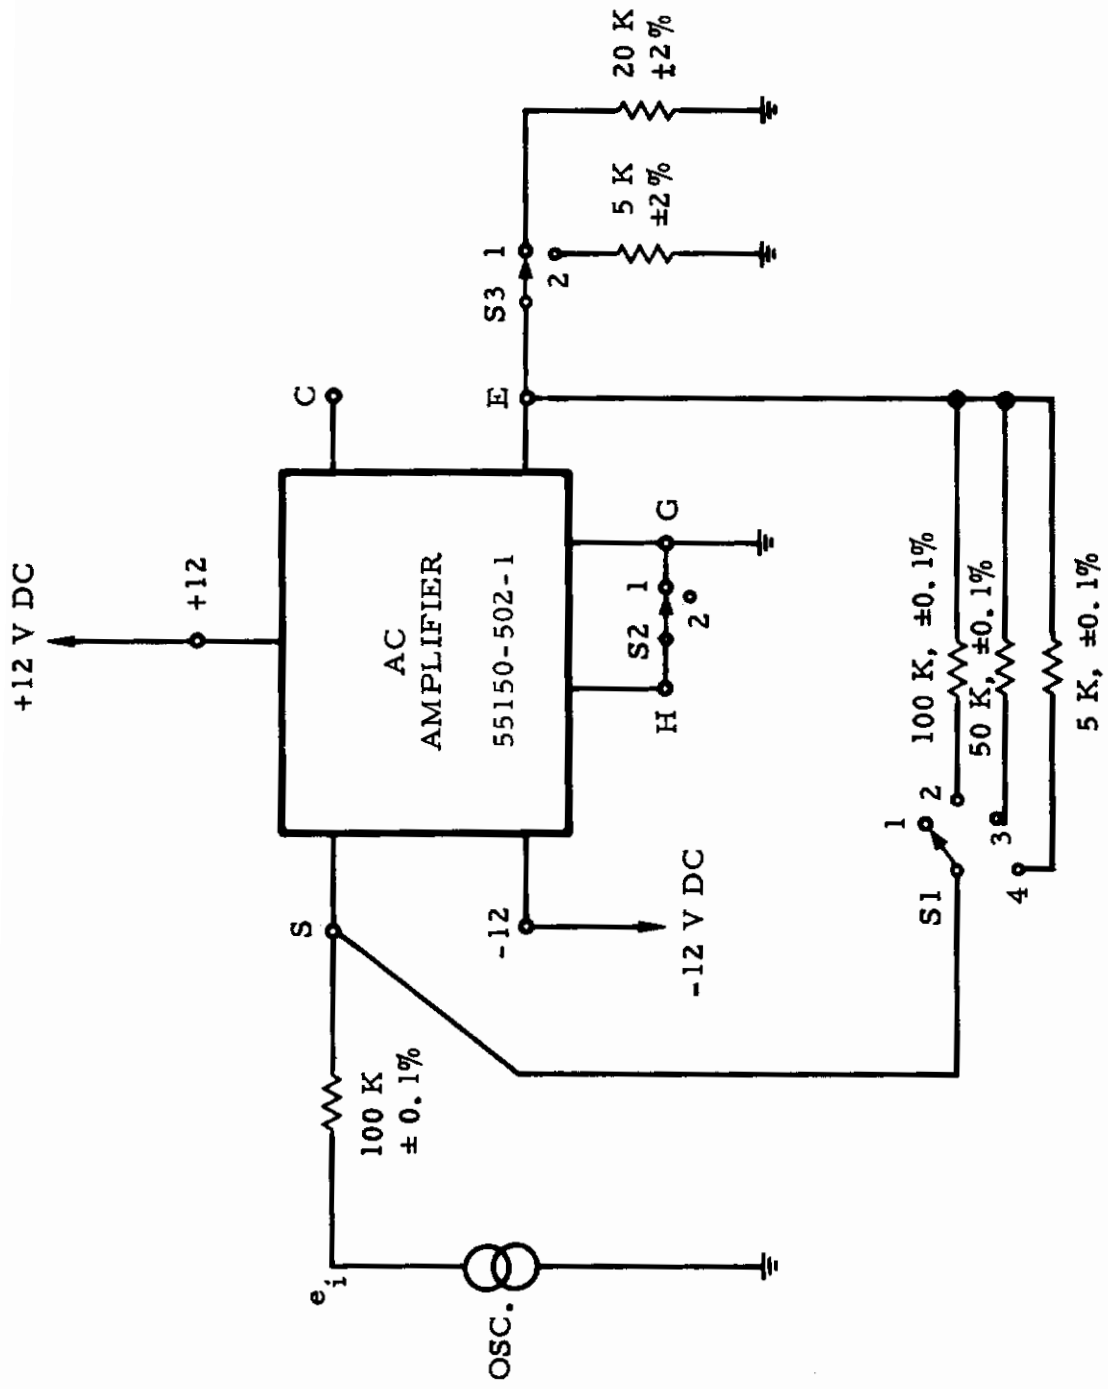 +12 V DC
+12
C
S
AC
AMPLIFIER
55150-502-1
E
-12
-12 V DC
H
S2
1
2
G
S3
1
2
5 K
±2%
20 K
±2%
e i
OSC.
100 K
± 0.1%
S1
1
2
3
4
100 K, ±0.1%
50 K, ±0.1%
5 K, ±0.1%